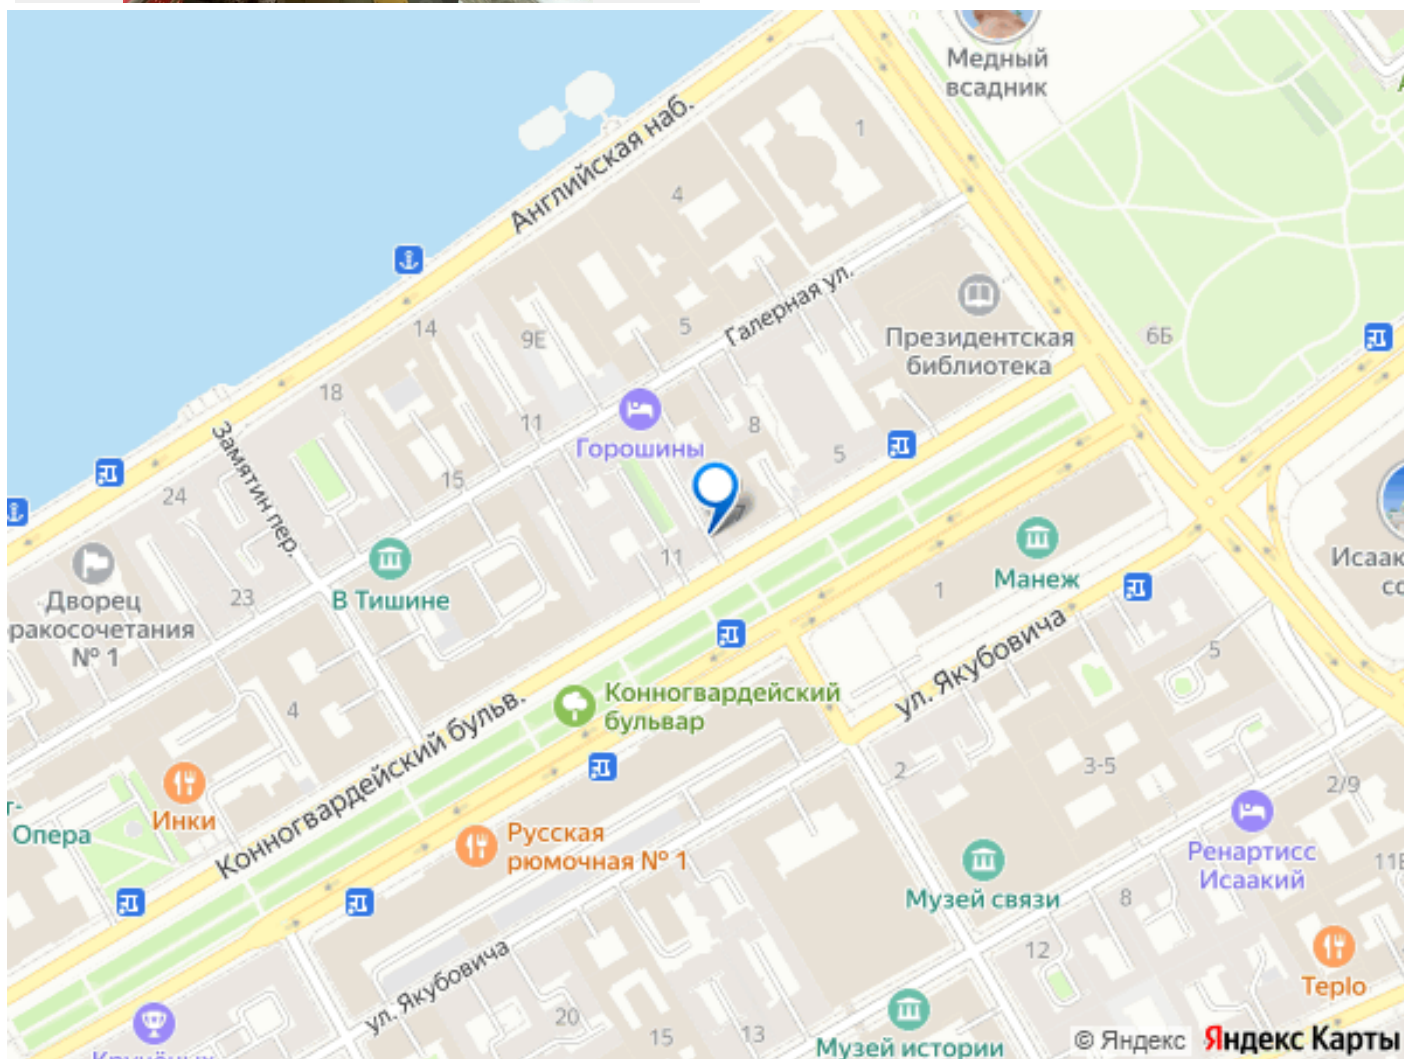 Медный
всадник
1
Английская наб.
4
Галерная ул.
5
14
9Е
Президентская
библиотека
6Б
18
11
Горошины
8
5
Замятин пер.
15
24
7
11
В Тишине
Манеж
Дворец
№ 1
23
1
ул. Якубовича
5
4
Конногвардейский
бульвар
Конногвардейский бульв.
2
3-5
2/9
Инки
Опера
Русская
рюмочная № 1
Ренартисс
Исаакий
Музей связи
8
12
Teplo
ул. Якубовича
20
15
13
Музей истории
© Яндекс Яндекс Карты